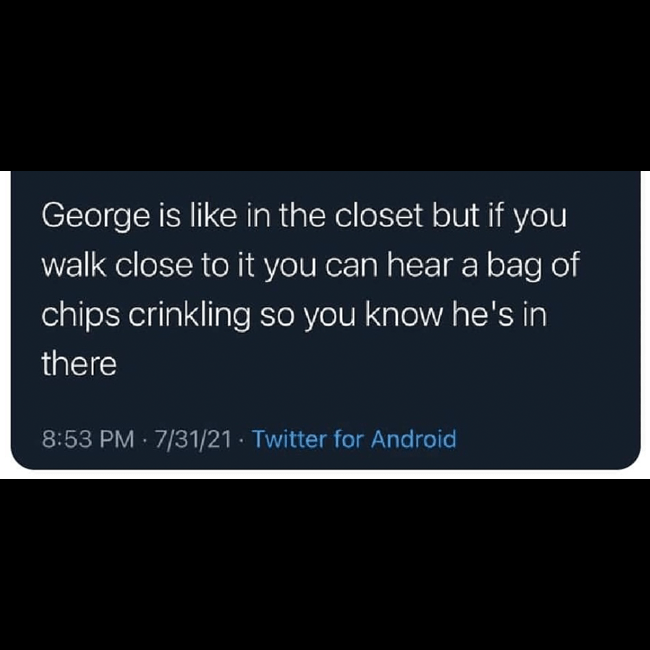 George is like in the closet but if you
walk close to it you can hear a bag of
chips crinkling so you know he's in
there
8:53 PM · 7/31/21 · Twitter for Android